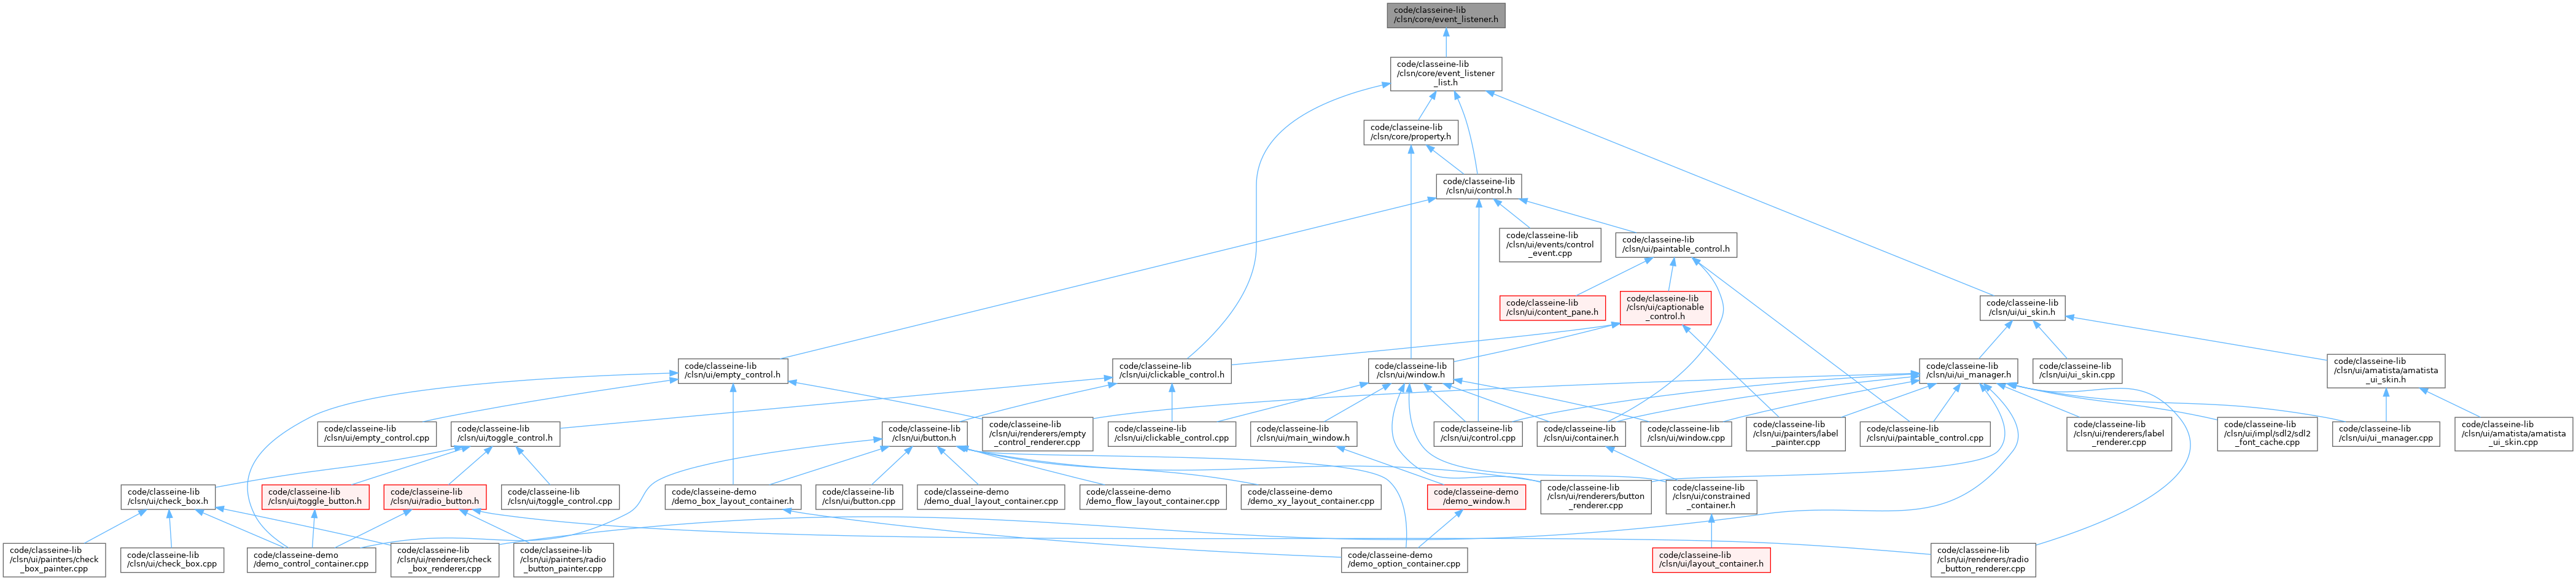 code/classeine-lib
/clsn/core/event_listener.h
code/classeine-lib
/clsn/core/event_listener
_list.h
code/classeine-lib
/clsn/core/property.h
code/classeine-lib
/clsn/ui/control.h
code/classeine-lib
/clsn/ui/events/control
_event.cpp
code/classeine-lib
/clsn/ui/paintable_control.h
code/classeine-lib
/clsn/ui/content_pane.h
code/classeine-lib
/clsn/ui/captionable
_control.h
code/classeine-lib
/clsn/ui/ui_skin.h
code/classeine-lib
/clsn/ui/empty_control.h
code/classeine-lib
/clsn/ui/clickable_control.h
code/classeine-lib
/clsn/ui/window.h
code/classeine-lib
/clsn/ui/ui_manager.h
code/classeine-lib
/clsn/ui/ui_skin.cpp
code/classeine-lib
/clsn/ui/amatista/amatista
_ui_skin.h
code/classeine-lib
/clsn/ui/empty_control.cpp
code/classeine-lib
/clsn/ui/toggle_control.h
code/classeine-lib
/clsn/ui/button.h
code/classeine-lib
/clsn/ui/renderers/empty
_control_renderer.cpp
code/classeine-lib
/clsn/ui/clickable_control.cpp
code/classeine-lib
/clsn/ui/main_window.h
code/classeine-lib
/clsn/ui/control.cpp
code/classeine-lib
/clsn/ui/container.h
code/classeine-lib
/clsn/ui/window.cpp
code/classeine-lib
/clsn/ui/painters/label
_painter.cpp
code/classeine-lib
/clsn/ui/paintable_control.cpp
code/classeine-lib
/clsn/ui/renderers/label
_renderer.cpp
code/classeine-lib
/clsn/ui/impl/sdl2/sdl2
_font_cache.cpp
code/classeine-lib
/clsn/ui/ui_manager.cpp
code/classeine-lib
/clsn/ui/amatista/amatista
_ui_skin.cpp
code/classeine-lib
/clsn/ui/check_box.h
code/classeine-lib
/clsn/ui/toggle_button.h
code/classeine-lib
/clsn/ui/radio_button.h
code/classeine-lib
/clsn/ui/toggle_control.cpp
code/classeine-demo
/demo_box_layout_container.h
code/classeine-lib
/clsn/ui/button.cpp
code/classeine-demo
/demo_dual_layout_container.cpp
code/classeine-demo
/demo_flow_layout_container.cpp
code/classeine-demo
/demo_xy_layout_container.cpp
code/classeine-demo
/demo_window.h
code/classeine-lib
/clsn/ui/renderers/button
_renderer.cpp
code/classeine-lib
/clsn/ui/constrained
_container.h
code/classeine-lib
/clsn/ui/painters/check
_box_painter.cpp
code/classeine-lib
/clsn/ui/check_box.cpp
code/classeine-demo
/demo_control_container.cpp
code/classeine-lib
/clsn/ui/renderers/check
_box_renderer.cpp
code/classeine-lib
/clsn/ui/painters/radio
_button_painter.cpp
code/classeine-demo
/demo_option_container.cpp
code/classeine-lib
/clsn/ui/layout_container.h
code/classeine-lib
/clsn/ui/renderers/radio
_button_renderer.cpp